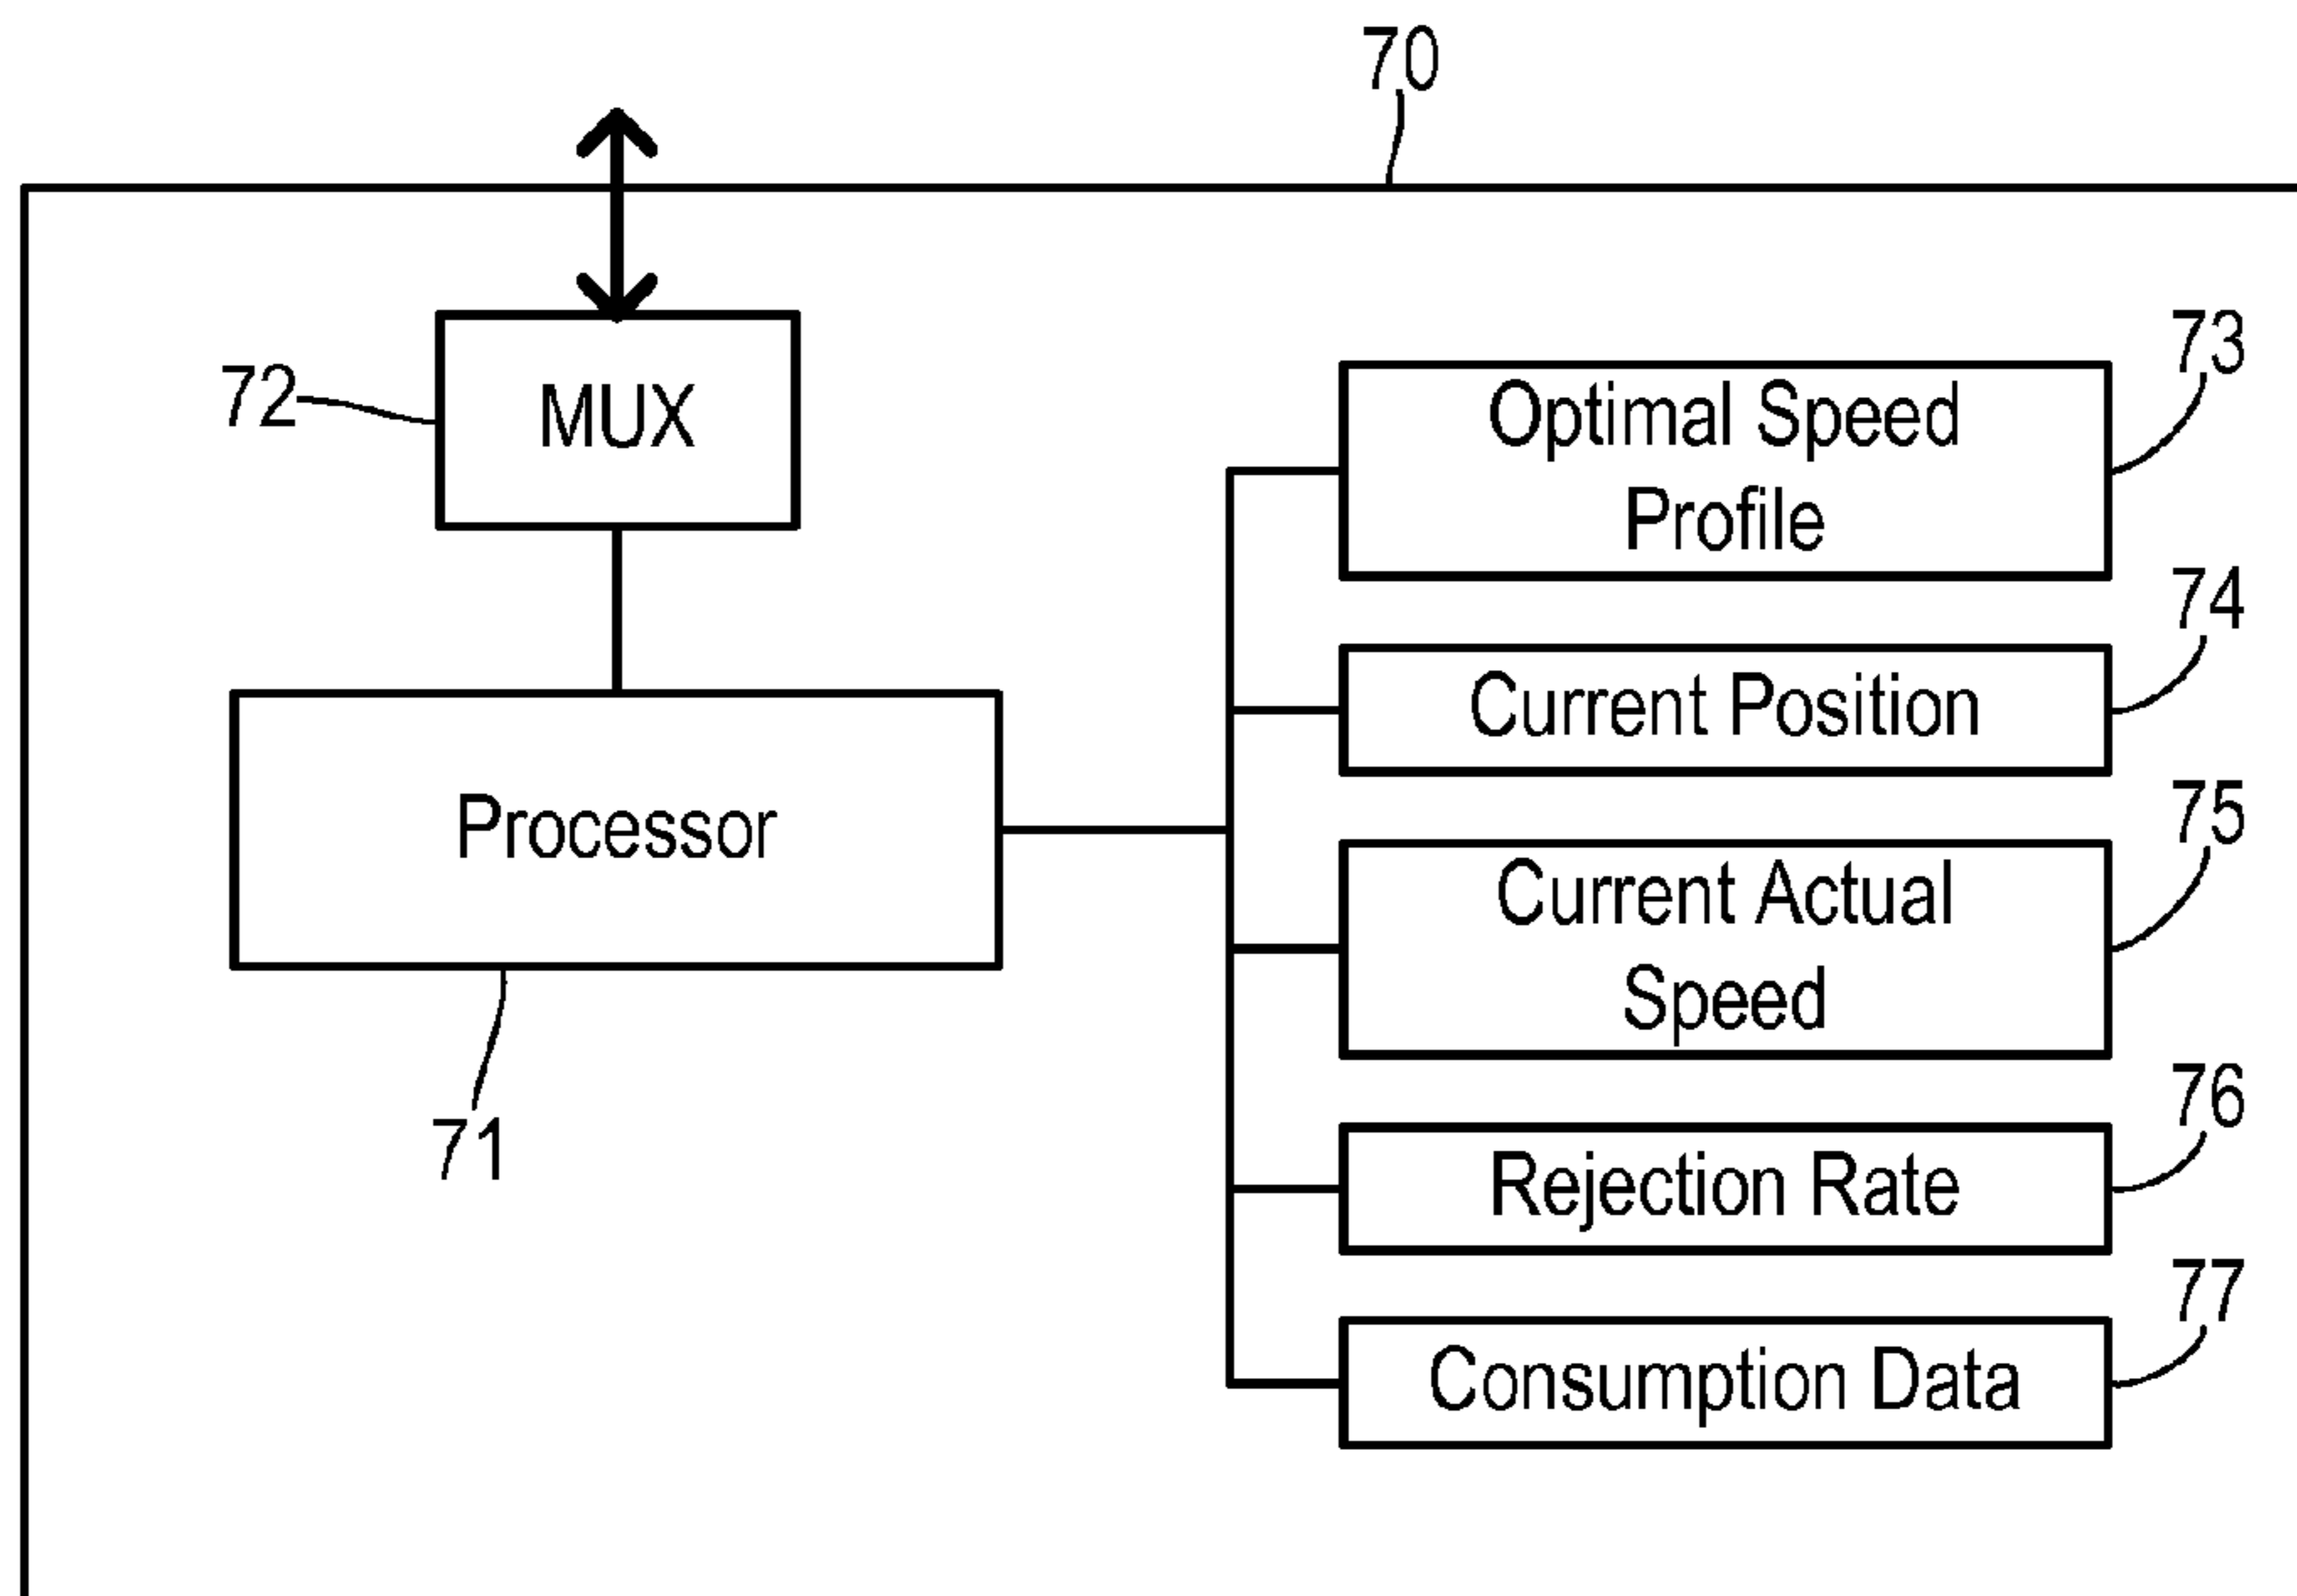 70
72
MUX
Processor
71
73
Optimal Speed
Profile
74
Current Position
75
Current Actual
Speed
76
Rejection Rate
77
Consumption Data